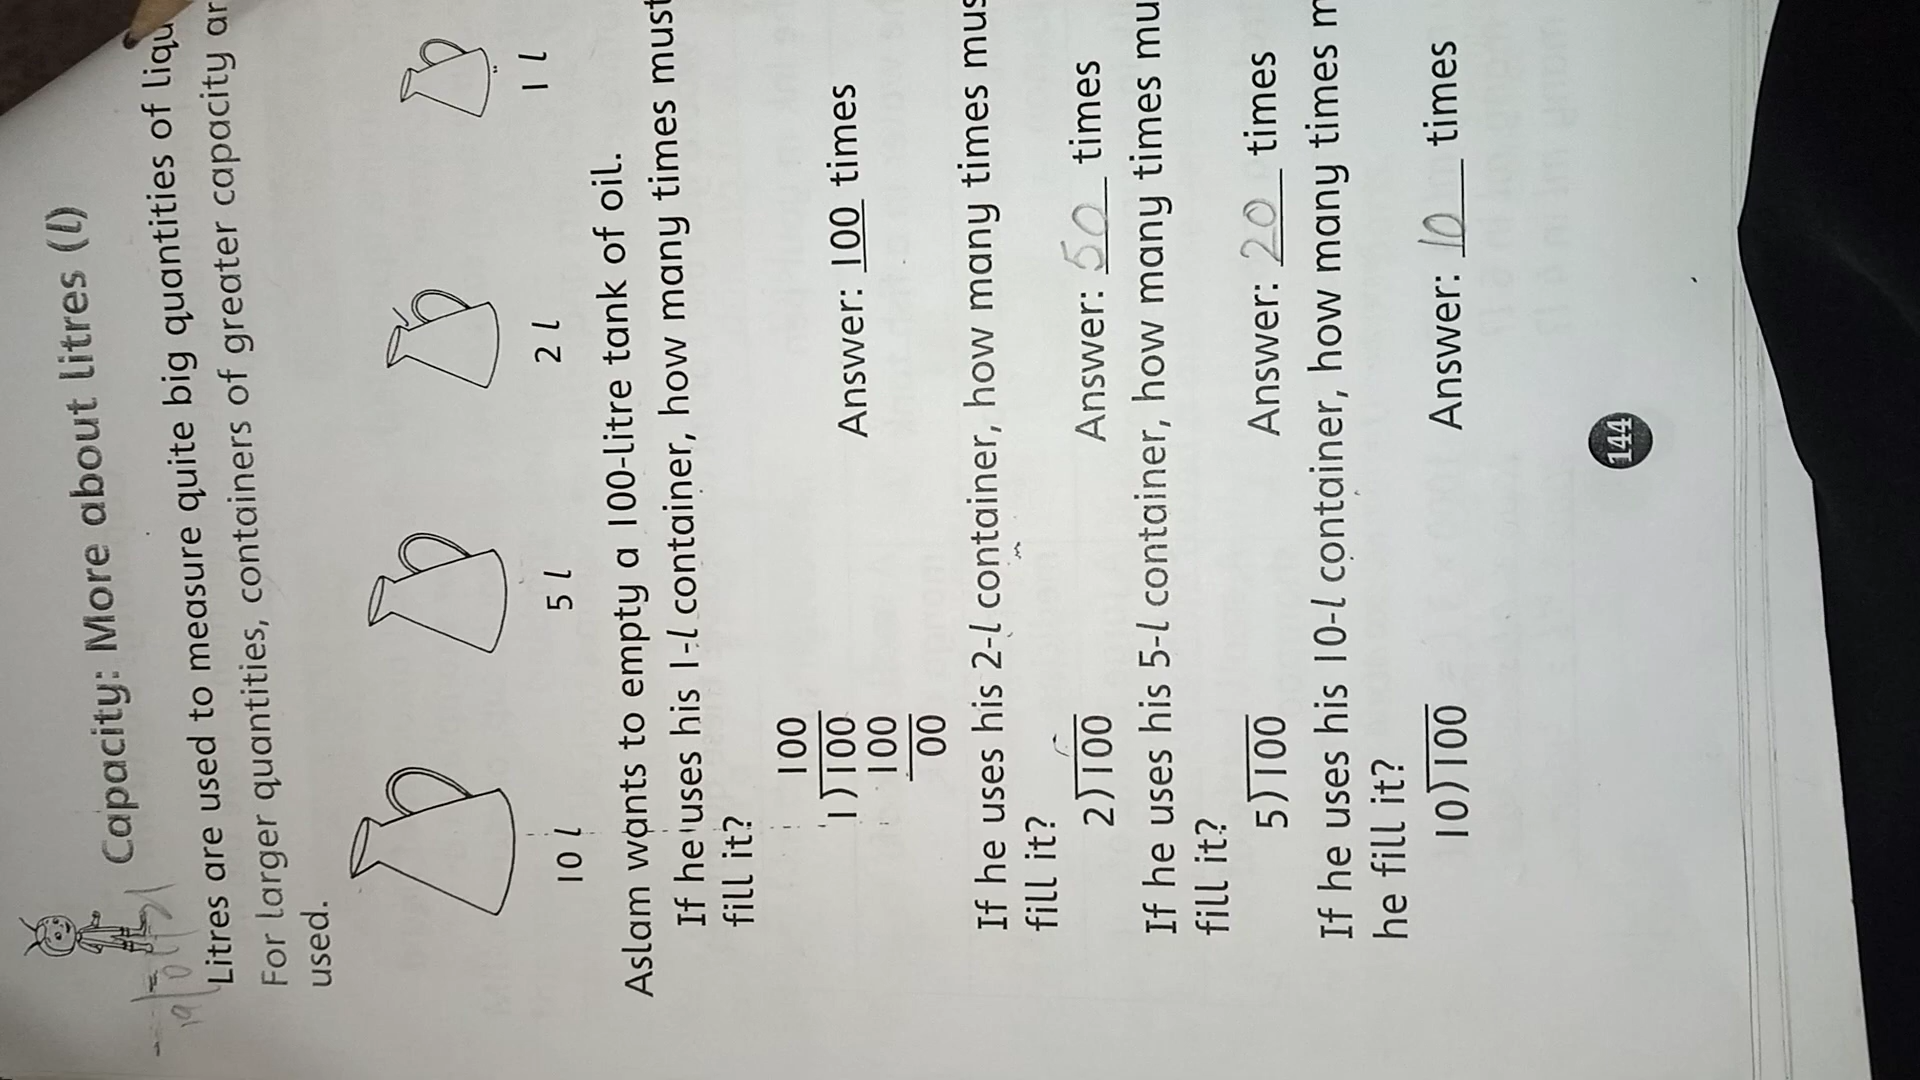 Capacity: More about litres (l)
Litres are used to measure quite big quantities of
For larger quantities, containers of greater capacity
used.
10 l 5 l 2 l 1 l
Aslam wants to empty a 100-litre tank of oil.
If he uses his 1-l container, how many times must
fill it?
100
1)100
100
00
Answer: 100 times
If he uses his 2-l container, how many times
fill it?
2)100 Answer: 50 times
If he uses his 5-l container, how many times
fill it?
5)100 Answer: 20 times
If he uses his 10-l container, how many times
he fill it?
10)100 Answer: 10 times
144